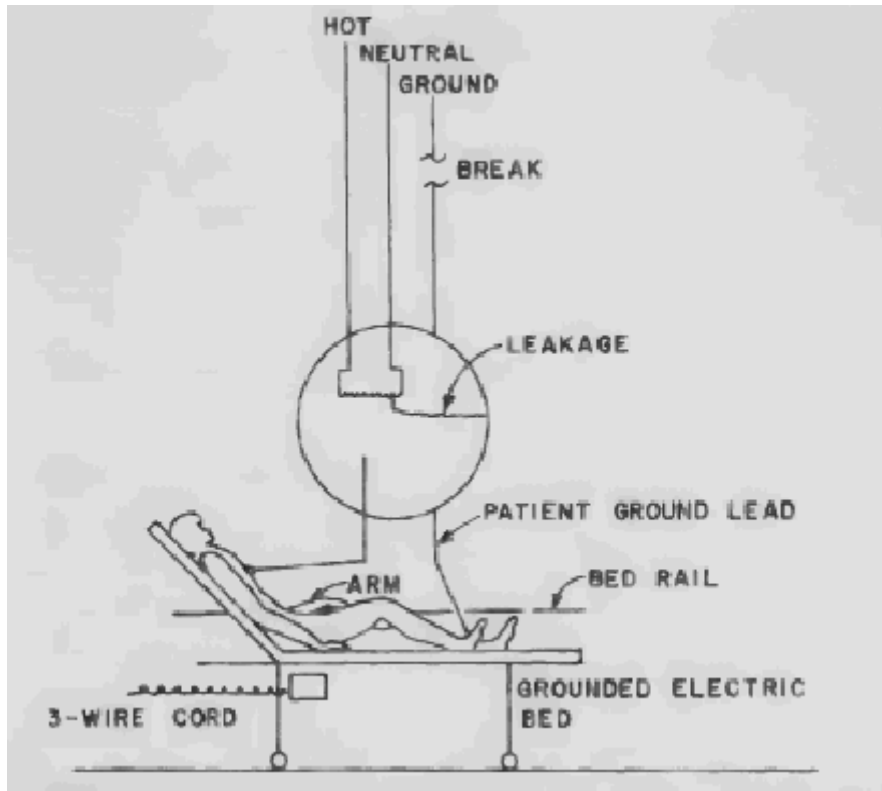 HOT
NEUTRAL
GROUND
BREAK
LEAKAGE
PATIENT GROUND LEAD
BED RAIL
ARM
GROUNDED ELECTRIC
BED
3-WIRE CORD